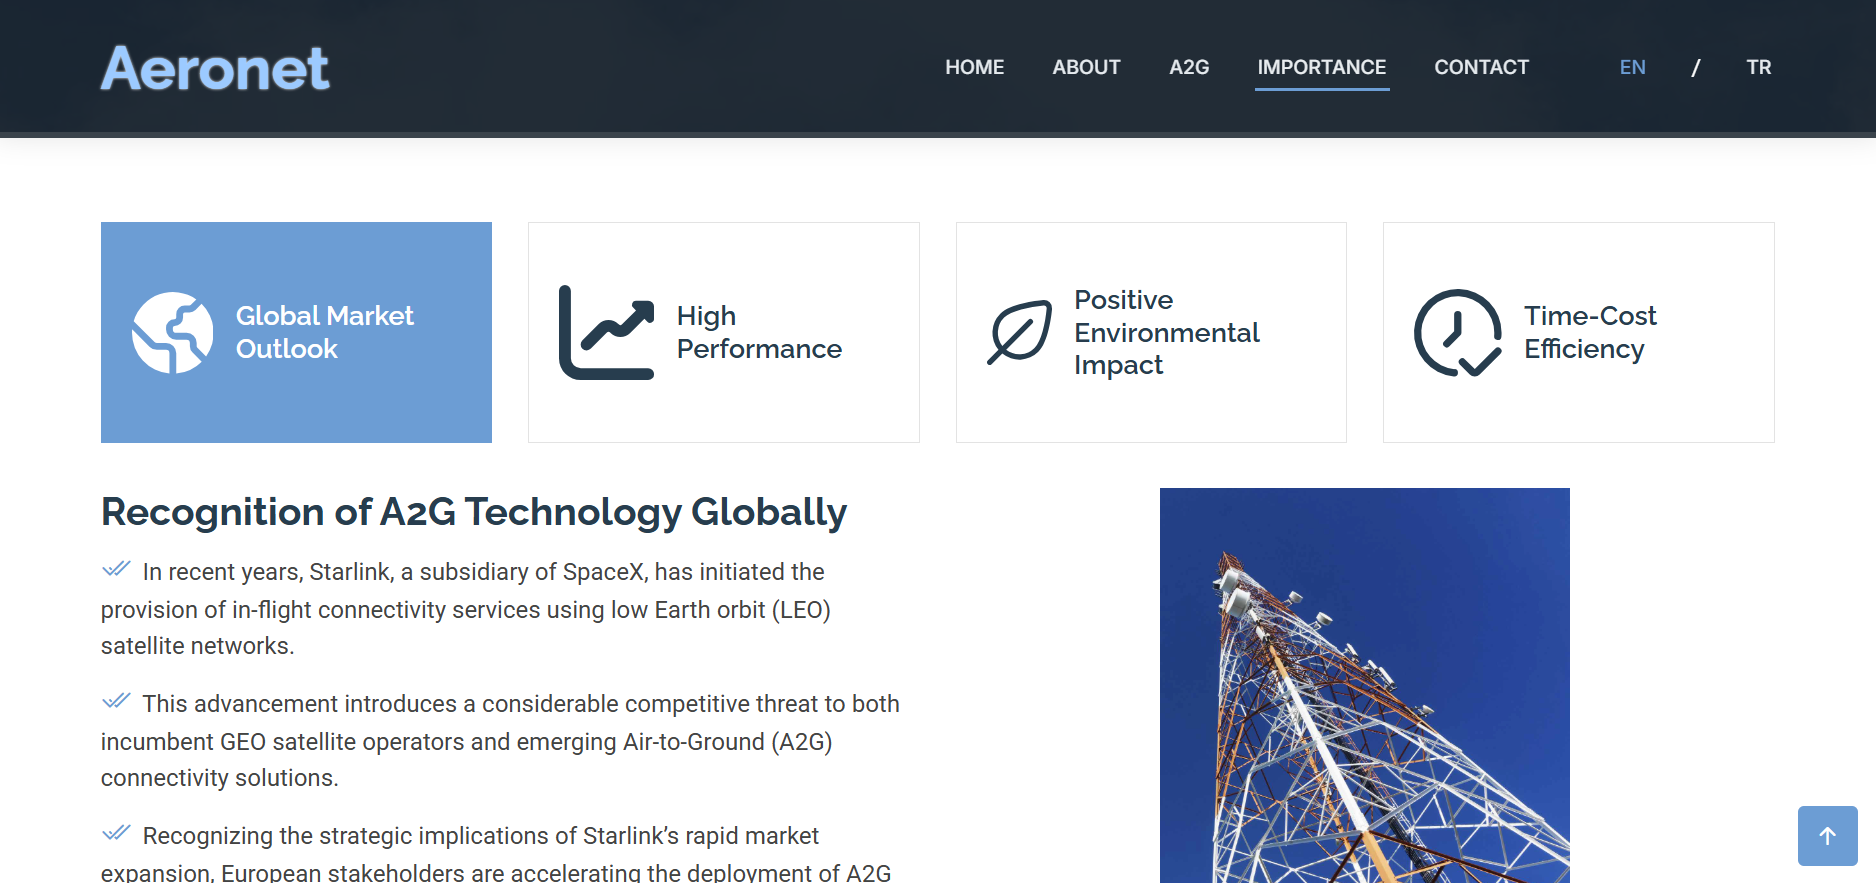 Aeronet
HOME ABOUT A2G IMPORTANCE CONTACT EN / TR
Global Market
Outlook
High
Performance
Positive
Environmental
Impact
Time-Cost
Efficiency
Recognition of A2G Technology Globally
In recent years, Starlink, a subsidiary of SpaceX, has initiated the
provision of in-flight connectivity services using low Earth orbit (LEO)
satellite networks.
This advancement introduces a considerable competitive threat to both
incumbent GEO satellite operators and emerging Air-to-Ground (A2G)
connectivity solutions.
Recognizing the strategic implications of Starlink’s rapid market
expansion, European stakeholders are accelerating the deployment of A2G